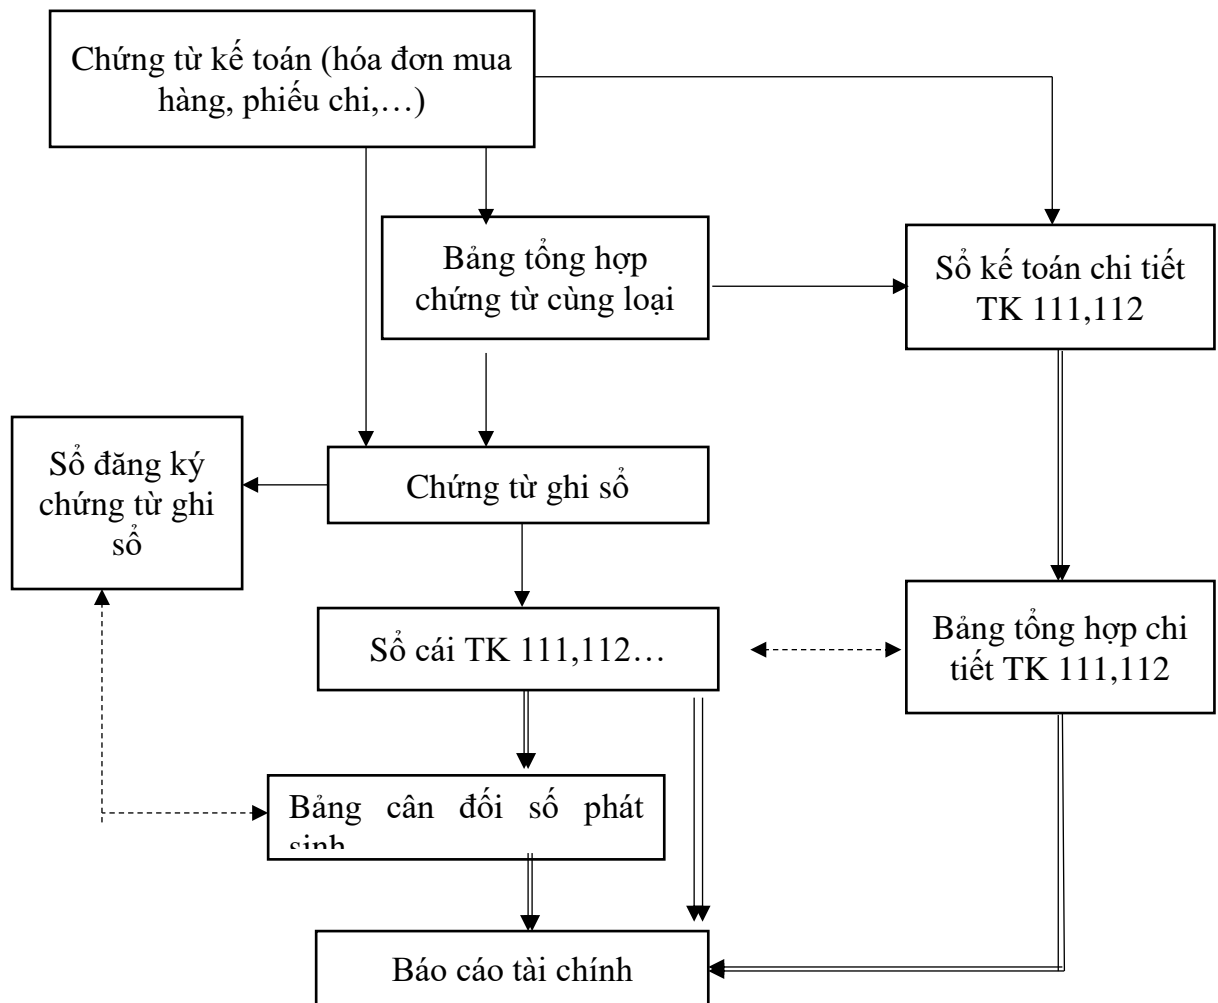 Chứng từ kế toán (hóa đơn mua
hàng, phiếu chi,…)
Bảng tổng hợp
chứng từ cùng loại
Sổ kế toán chi tiết
TK 111,112
Sổ đăng ký
chứng từ ghi
sổ
Chứng từ ghi sổ
Sổ cái TK 111,112…
Bảng tổng hợp chi
tiết TK 111,112
Bảng cân đối số phát
sinh
Báo cáo tài chính